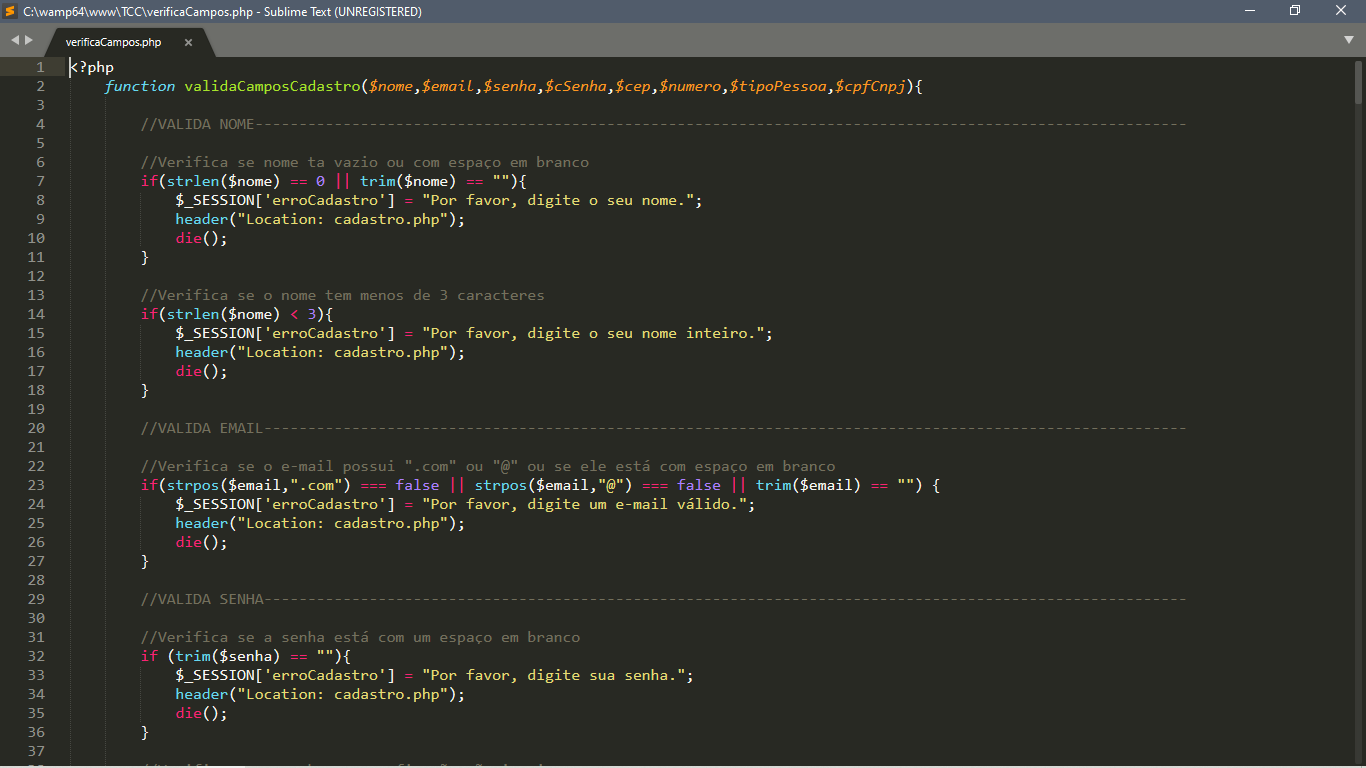 C:\wamp64\www\TCC\verificaCampos.php - Sublime Text (UNREGISTERED)
verificaCampos.php
1 <?php
2 function validaCamposCadastro($nome,$email,$senha,$cSenha,$cep,$numero,$tipoPessoa,$cpfCnpj){
3
4 //VALIDA NOME----------------------------------------------------------------------------------------------------------
5
6 //Verifica se nome ta vazio ou com espaço em branco
7 if(strlen($nome) == 0 || trim($nome) == ""){
8 $_SESSION['erroCadastro'] = "Por favor, digite o seu nome.";
9 header("Location: cadastro.php");
10 die();
11 }
12
13 //Verifica se o nome tem menos de 3 caracteres
14 if(strlen($nome) < 3){
15 $_SESSION['erroCadastro'] = "Por favor, digite o seu nome inteiro.";
16 header("Location: cadastro.php");
17 die();
18 }
19
20 //VALIDA EMAIL---------------------------------------------------------------------------------------------------------
21
22 //Verifica se o e-mail possui ".com" ou "@" ou se ele está com espaço em branco
23 if(strpos($email,".com") === false || strpos($email,"@") === false || trim($email) == "") {
24 $_SESSION['erroCadastro'] = "Por favor, digite um e-mail válido.";
25 header("Location: cadastro.php");
26 die();
27 }
28
29 //VALIDA SENHA---------------------------------------------------------------------------------------------------------
30
31 //Verifica se a senha está com um espaço em branco
32 if (trim($senha) == ""){
33 $_SESSION['erroCadastro'] = "Por favor, digite sua senha.";
34 header("Location: cadastro.php");
35 die();
36 }
37